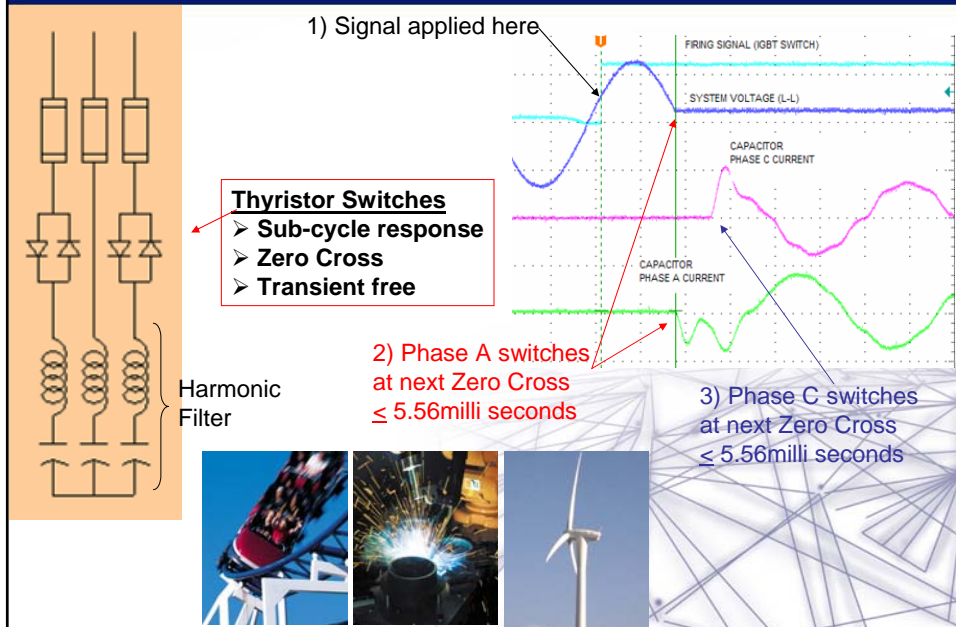 1) Signal applied here
FIRING SIGNAL (IGBT SWITCH)
SYSTEM VOLTAGE (L-L)
CAPACITOR
PHASE C CURRENT
Thyristor Switches
➢ Sub-cycle response
➢ Zero Cross
➢ Transient free
CAPACITOR
PHASE A CURRENT
Harmonic
Filter
2) Phase A switches
at next Zero Cross
≤ 5.56milli seconds
3) Phase C switches
at next Zero Cross
≤ 5.56milli seconds